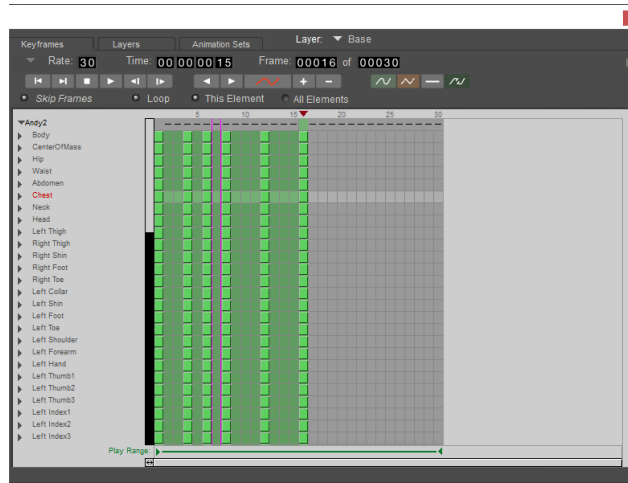 Layer: Base
Keyframes Layers Animation Sets
Rate: 30 Time: 00 00 00 15 Frame: 00016 of 00030
Skip Frames Loop This Element All Elements
5 10 15 20 25 30
Andy2
Body
CenterOfMass
Hip
Waist
Abdomen
Chest
Neck
Head
Left Thigh
Right Thigh
Right Shin
Right Foot
Right Toe
Left Collar
Left Shin
Left Foot
Left Toe
Left Shoulder
Left Forearm
Left Hand
Left Thumb1
Left Thumb2
Left Thumb3
Left Index1
Left Index2
Left Index3
Play Range: